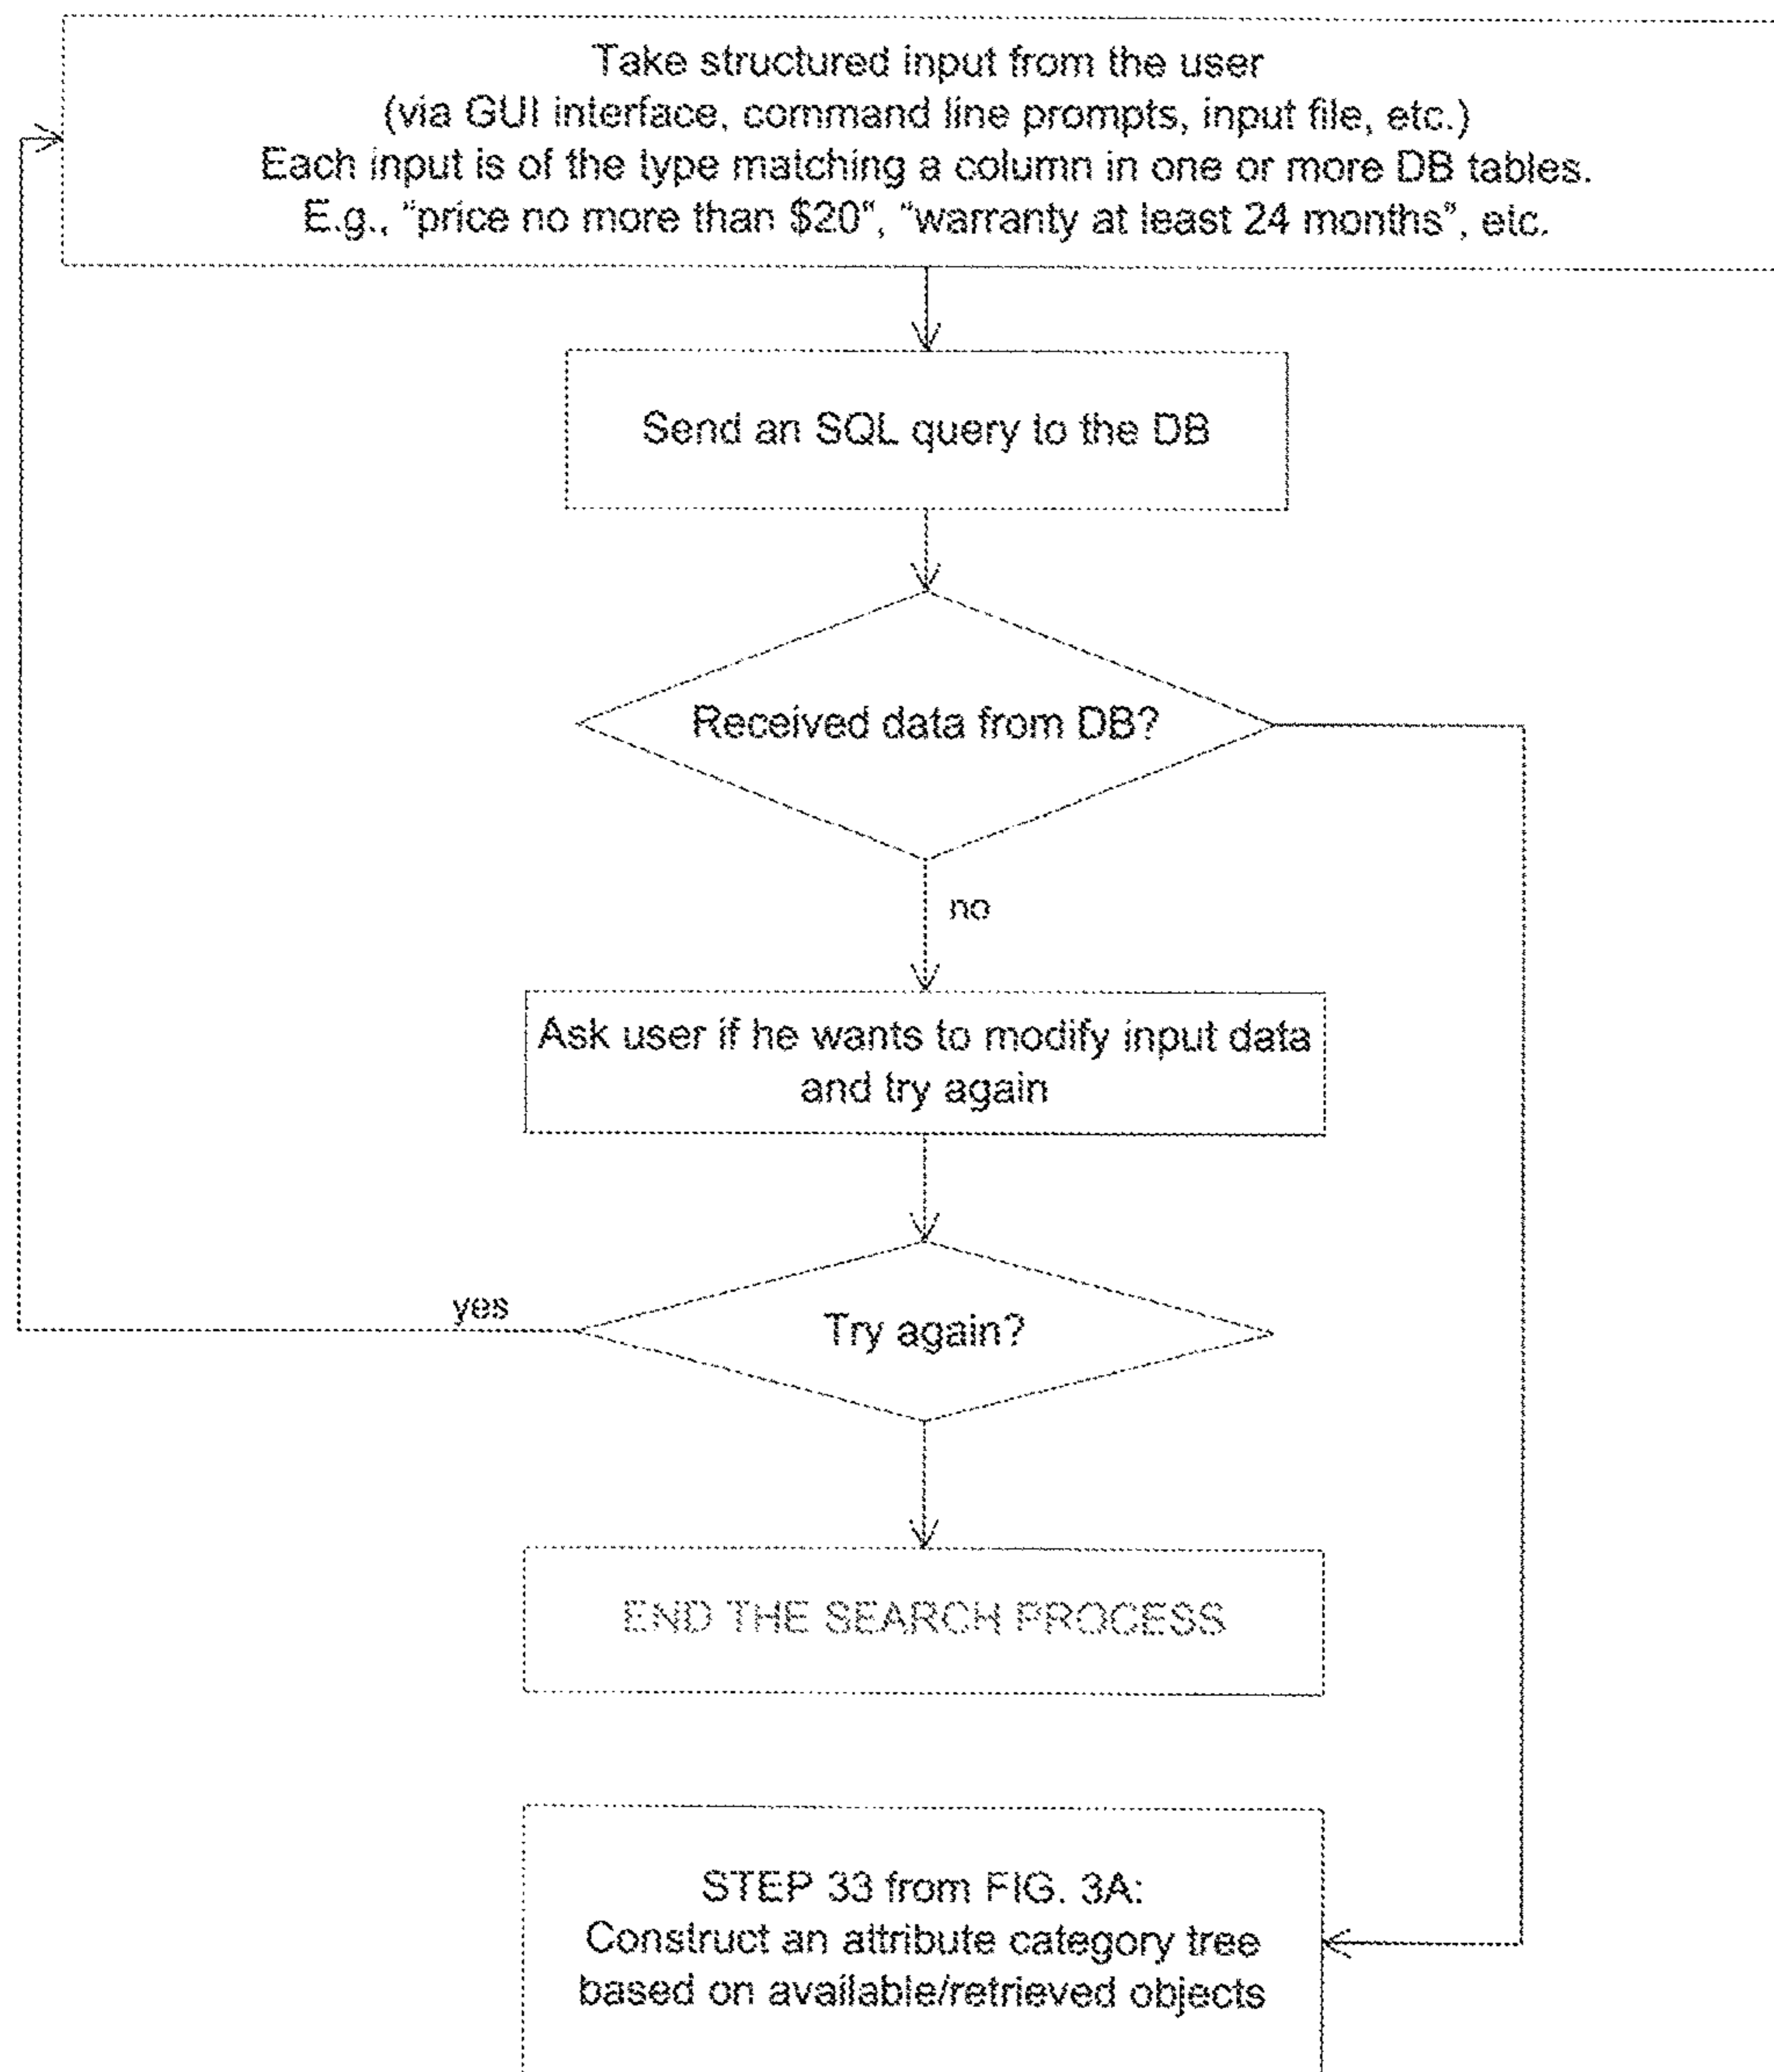 Take structured input from the user
(via GUI interface, command line prompts, input file, etc.)
Each input is of the type matching a column in one or more DB tables.
E.g., “price no more than $20“, “warranty at least 24 months”, etc.
Send an SQL query to the DB
Received data from DB?
no
Ask user if he wants to modify input data
and try again
yes
Try again?
END THE SEARCH PROCESS
STEP 33 from FIG. 3A:
Construct an attribute category tree
based on available/retrieved objects